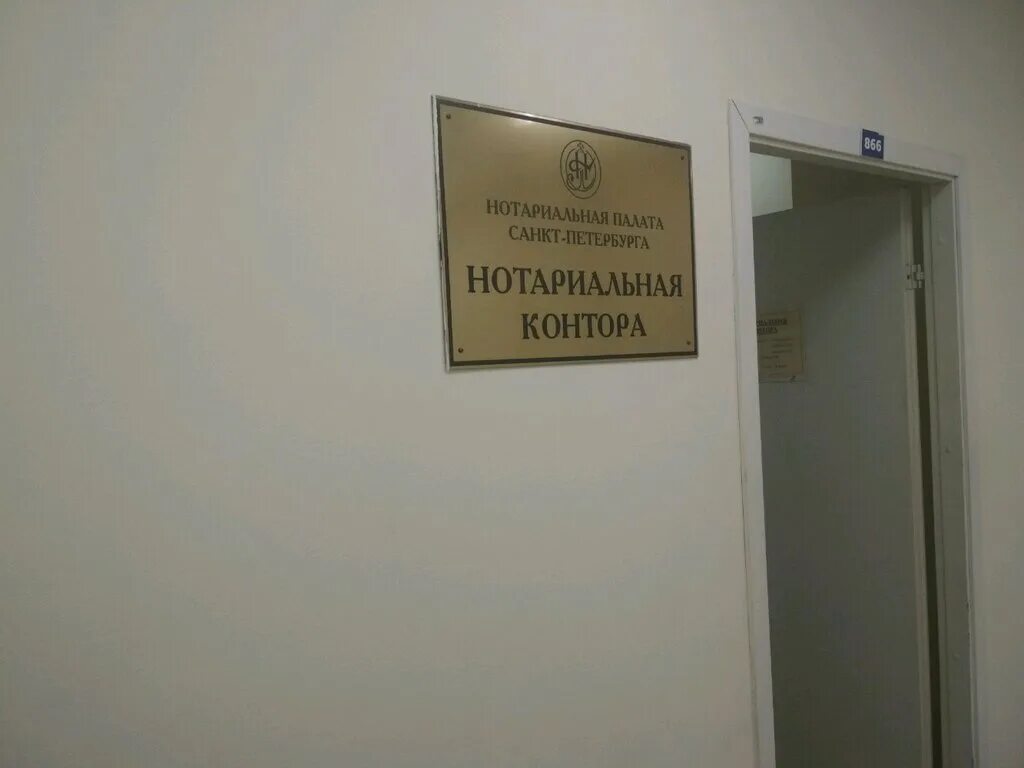 НОТАРИАЛЬНАЯ ПАЛАТА
САНКТ-ПЕТЕРБУРГА
НОТАРИАЛЬНАЯ
КОНТОРА
866